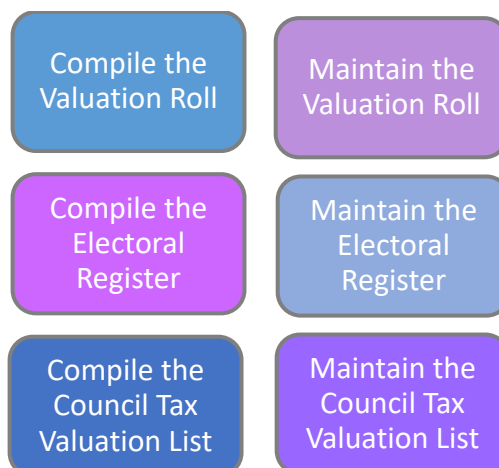 Compile the
Valuation Roll
Maintain the
Valuation Roll
Compile the
Electoral
Register
Maintain the
Electoral
Register
Compile the
Council Tax
Valuation List
Maintain the
Council Tax
Valuation List